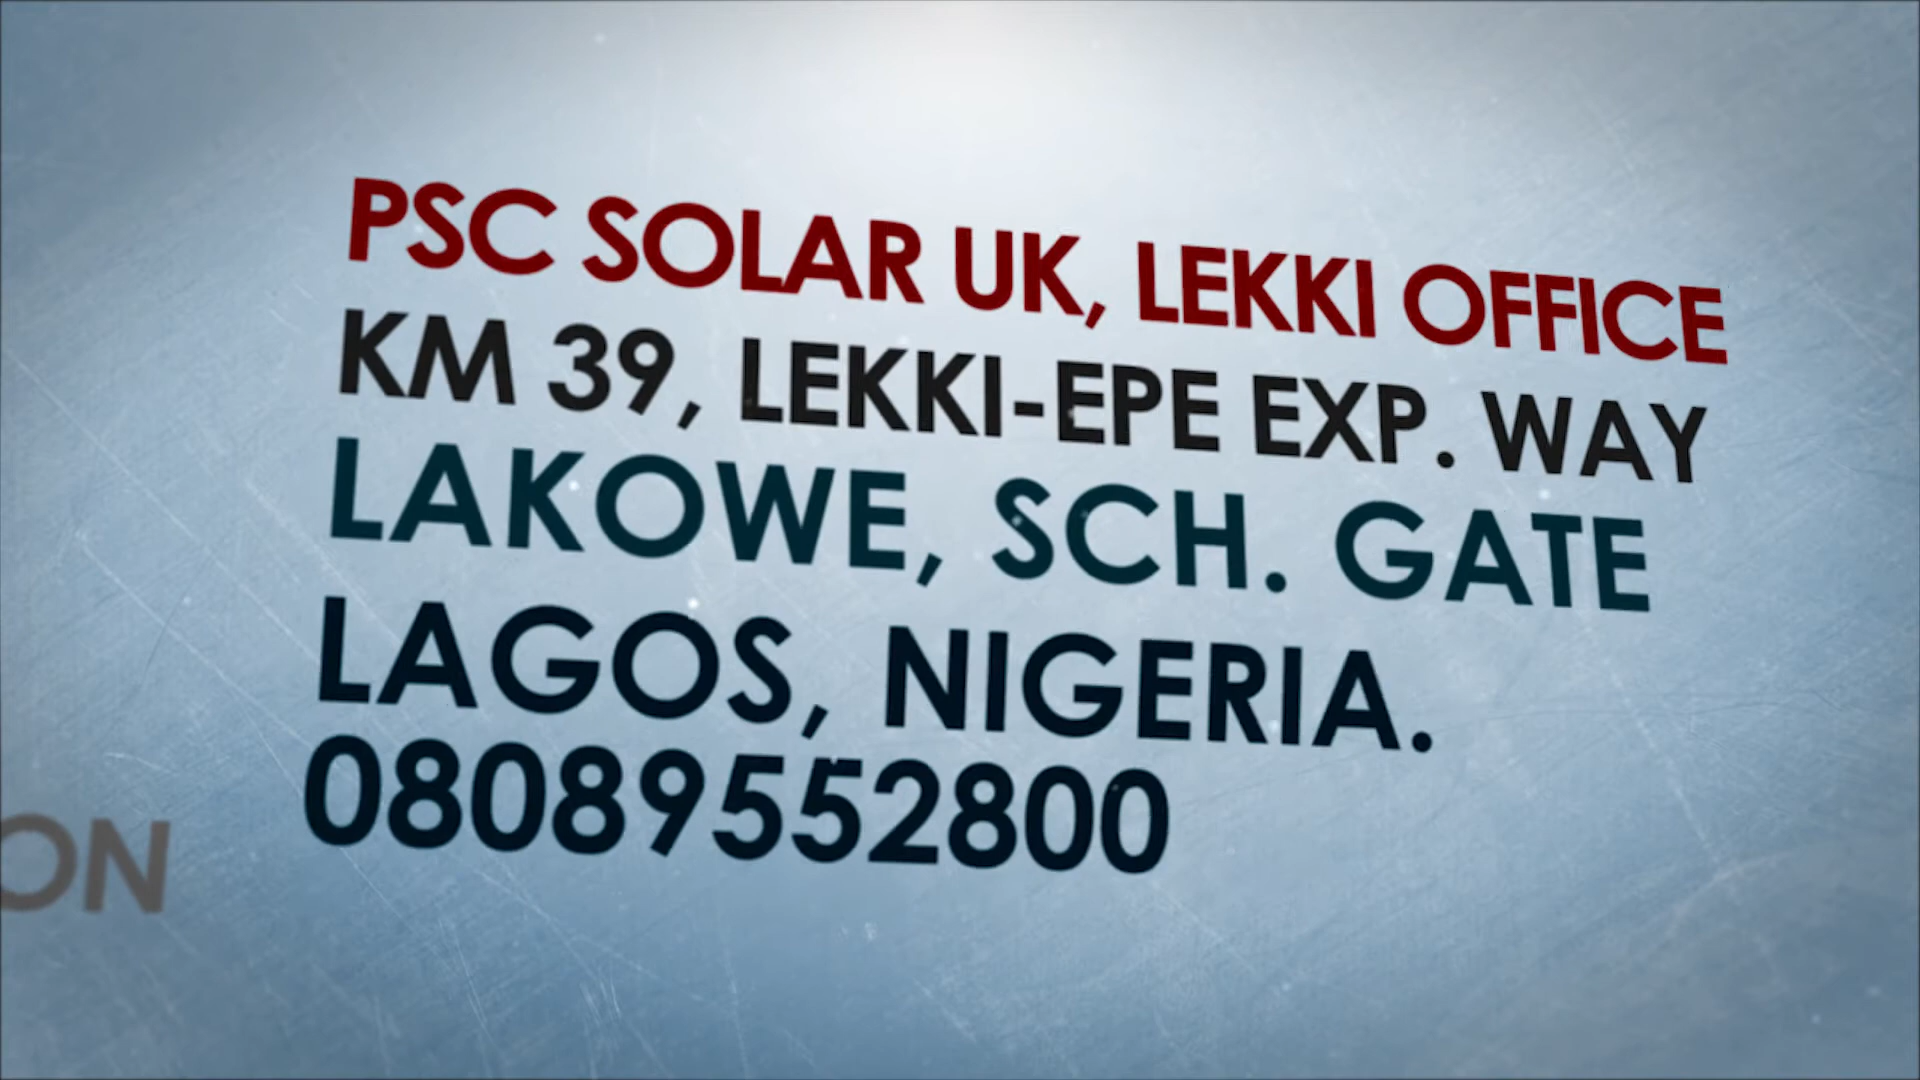 PSC SOLAR UK, LEKKI OFFICE
KM 39, LEKKI-EPE EXP. WAY
LAKOWE, SCH. GATE
LAGOS, NIGERIA.
08089552800